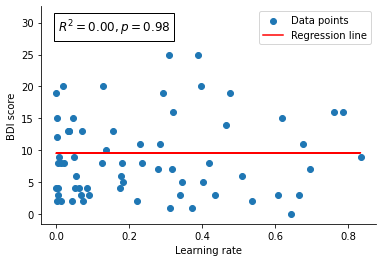 R² = 0.00, p = 0.98
Data points
Regression line
BDI score
30
25
20
15
10
5
0
0.0 0.2 0.4 0.6 0.8
Learning rate